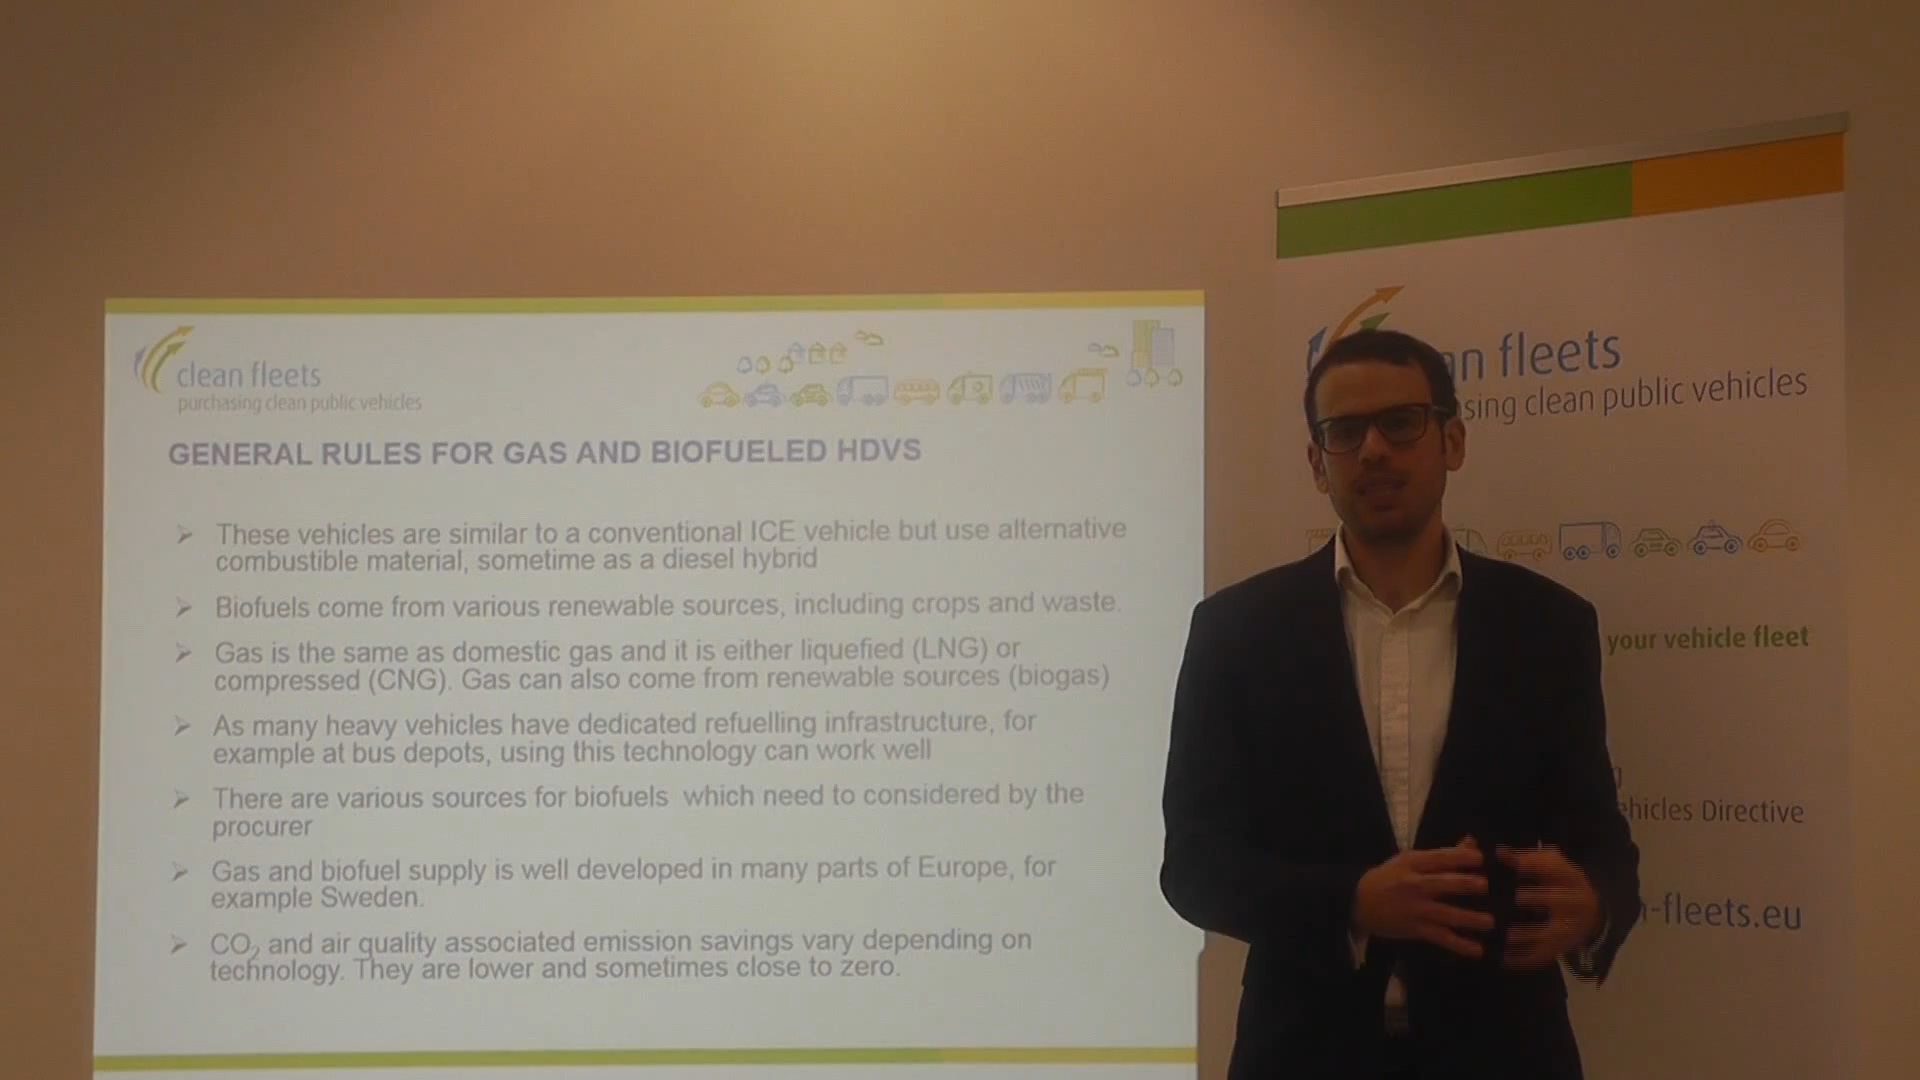 clean fleets
purchasing clean public vehicles
GENERAL RULES FOR GAS AND BIOFUELED HDVS
These vehicles are similar to a conventional ICE vehicle but use alternative
combustible material, sometime as a diesel hybrid
Biofuels come from various renewable sources, including crops and waste.
Gas is the same as domestic gas and it is either liquefied (LNG) or
compressed (CNG). Gas can also come from renewable sources (biogas)
As many heavy vehicles have dedicated refuelling infrastructure, for
example at bus depots, using this technology can work well
There are various sources for biofuels which need to considered by the
procurer
Gas and biofuel supply is well developed in many parts of Europe, for
example Sweden.
CO₂ and air quality associated emission savings vary depending on
technology. They are lower and sometimes close to zero.
an fleets
sing clean public vehicles
your vehicle fleet
ehicles Directive
-fleets.eu